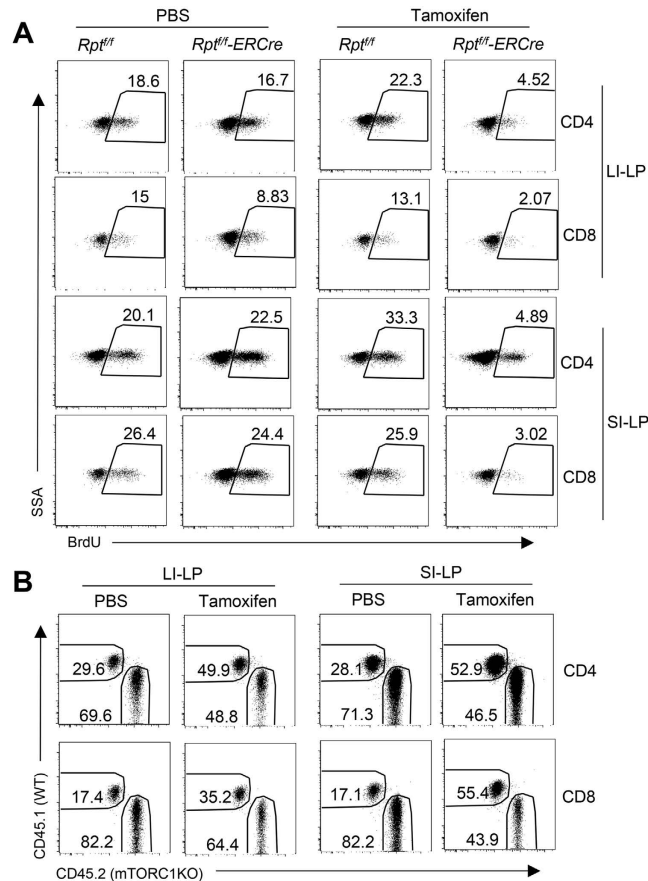 A
PBS
Tamoxifen
Rptf/f
Rptf/f-ERCre
Rptf/f
Rptf/f-ERCre
18.6
16.7
22.3
4.52
CD4
15
8.83
13.1
2.07
CD8
LI-LP
20.1
22.5
33.3
4.89
CD4
26.4
24.4
25.9
3.02
CD8
SI-LP
SSA
BrdU
B
LI-LP
SI-LP
PBS
Tamoxifen
PBS
Tamoxifen
29.6
49.9
28.1
52.9
CD4
69.6
48.8
71.3
46.5
17.4
35.2
17.1
55.4
CD8
82.2
64.4
82.2
43.9
CD45.1 (WT)
CD45.2 (mTORC1KO)